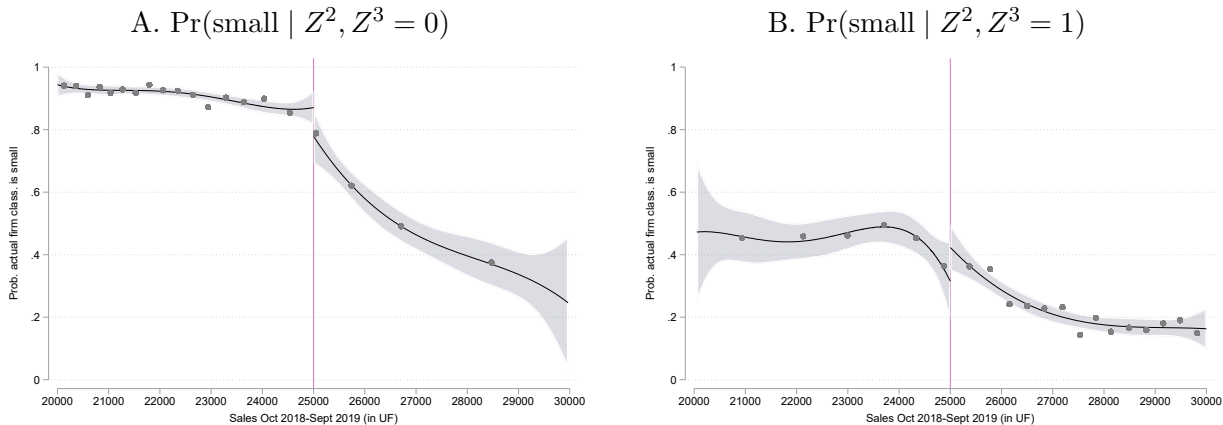 A. Pr(small | Z², Z³ = 0)
Prob. actual firm class. is small
1
.8
.6
.4
.2
0
20000 21000 22000 23000 24000 25000 26000 27000 28000 29000 30000
Sales Oct 2018-Sept 2019 (in UF)
B. Pr(small | Z², Z³ = 1)
Prob. actual firm class. is small
1
.8
.6
.4
.2
0
20000 21000 22000 23000 24000 25000 26000 27000 28000 29000 30000
Sales Oct 2018-Sept 2019 (in UF)